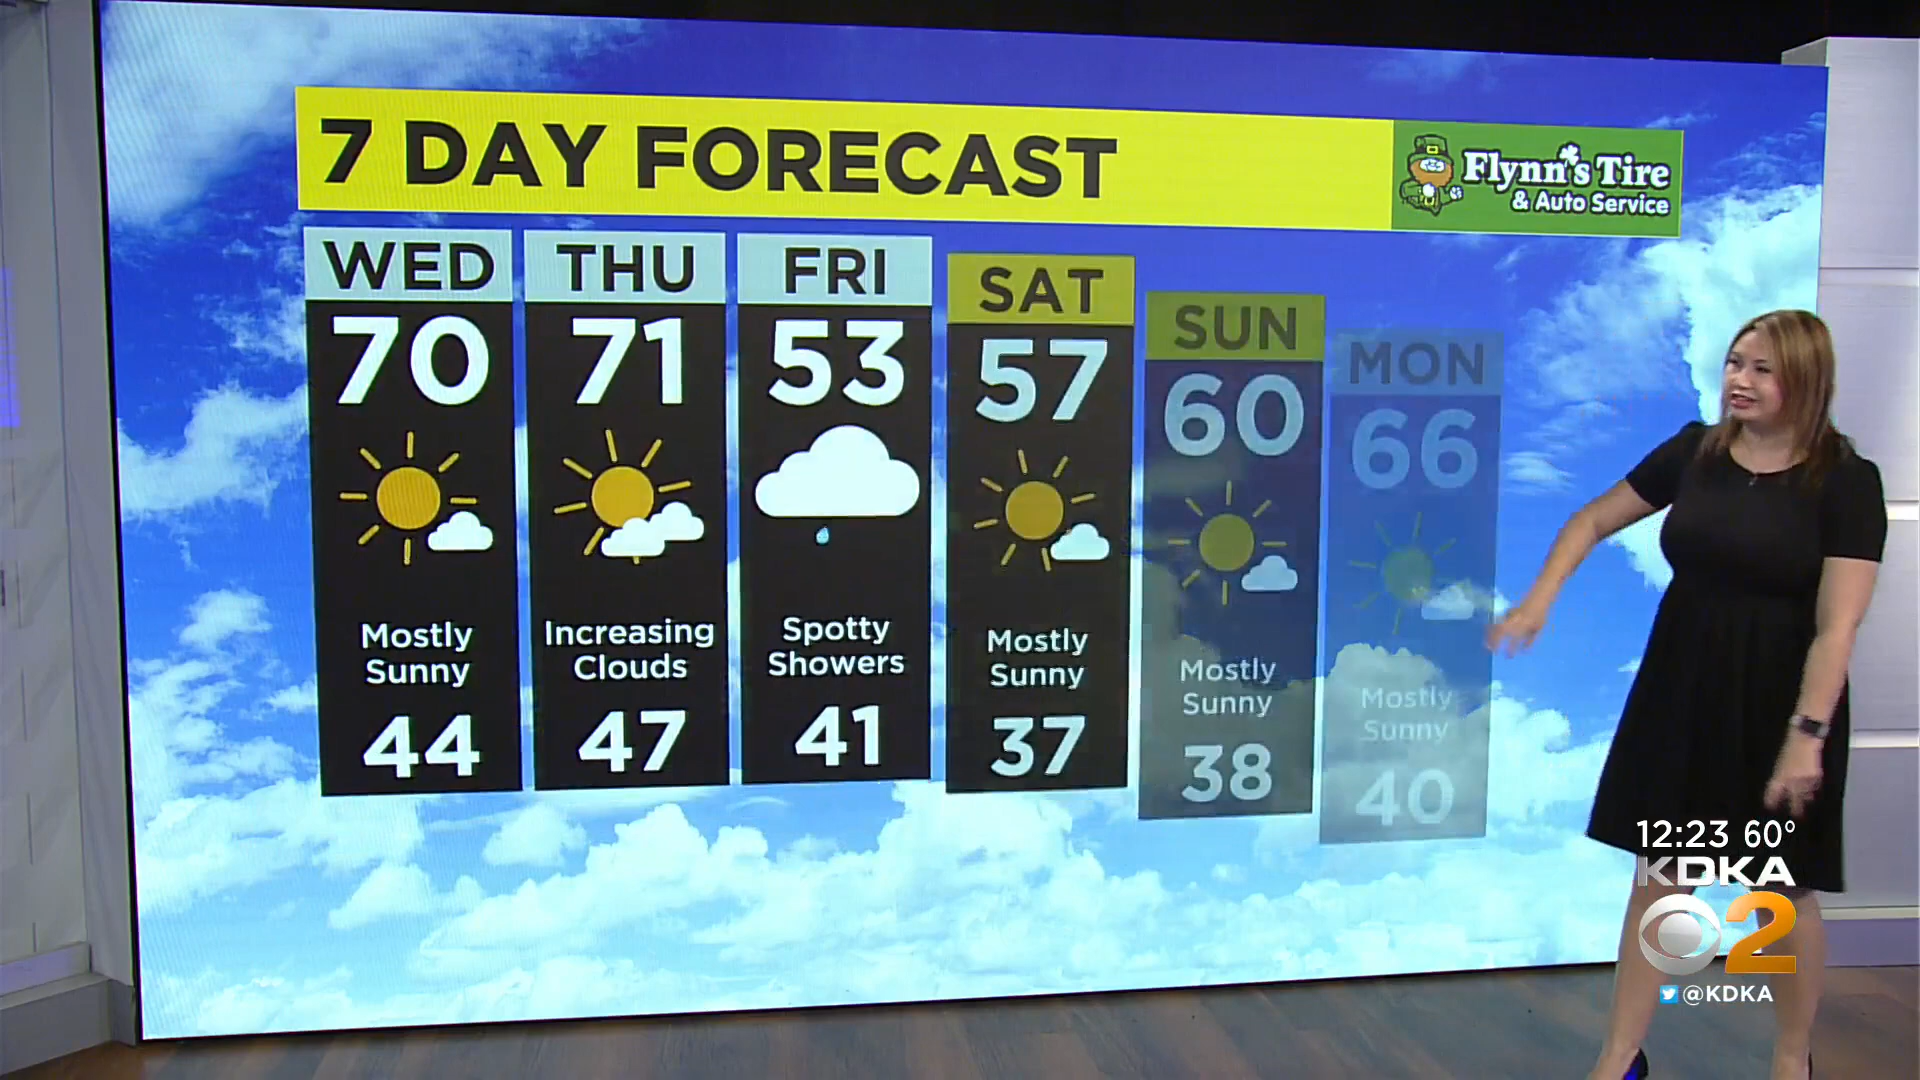 7 DAY FORECAST
Flynn's Tire
& Auto Service
WED
70
Mostly
Sunny
44
THU
71
Increasing
Clouds
47
FRI
53
Spotty
Showers
41
SAT
57
Mostly
Sunny
37
SUN
60
Mostly
Sunny
38
MON
66
Mostly
Sunny
40
12:23 60°
KDKA
2
@KDKA